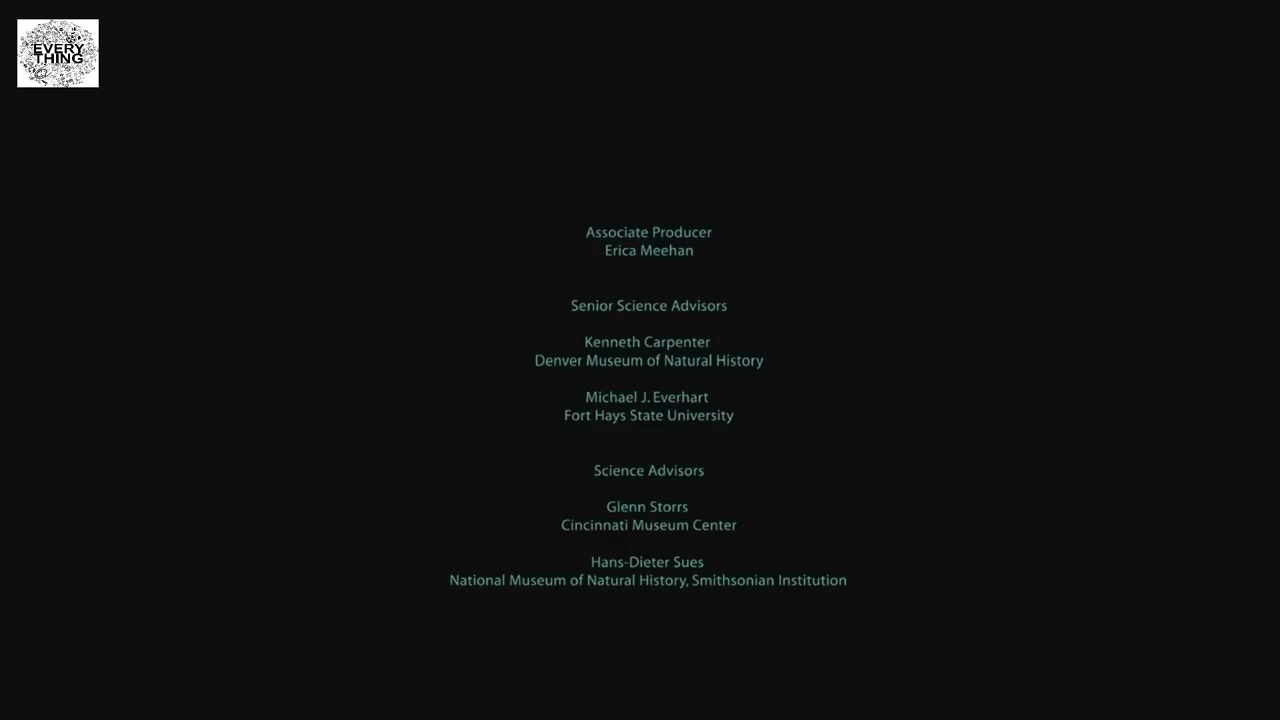 EVERY
THING
Associate Producer
Erica Meehan
Senior Science Advisors
Kenneth Carpenter
Denver Museum of Natural History
Michael J. Everhart
Fort Hays State University
Science Advisors
Glenn Storrs
Cincinnati Museum Center
Hans-Dieter Sues
National Museum of Natural History, Smithsonian Institution